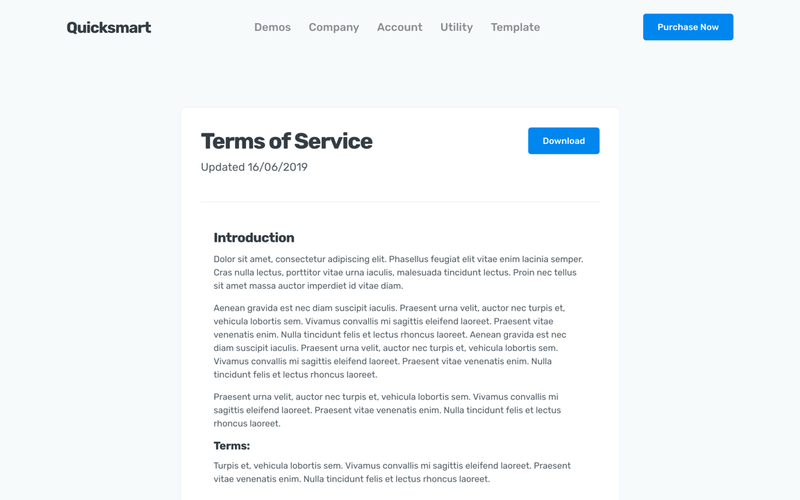 Quicksmart
Demos
Company
Account
Utility
Template
Purchase Now
Terms of Service
Download
Updated 16/06/2019
Introduction
Dolor sit amet, consectetur adipiscing elit. Phasellus feugiat elit vitae enim lacinia semper.
Cras nulla lectus, porttitor vitae urna iaculis, malesuada tincidunt lectus. Proin nec tellus
sit amet massa auctor imperdiet id vitae diam.
Aenean gravida est nec diam suscipit iaculis. Praesent urna velit, auctor nec turpis et,
vehicula lobortis sem. Vivamus convallis mi sagittis eleifend laoreet. Praesent vitae
venenatis enim. Nulla tincidunt felis et lectus rhoncus laoreet. Aenean gravida est nec
diam suscipit iaculis. Praesent urna velit, auctor nec turpis et, vehicula lobortis sem.
Vivamus convallis mi sagittis eleifend laoreet. Praesent vitae venenatis enim. Nulla
tincidunt felis et lectus rhoncus laoreet.
Praesent urna velit, auctor nec turpis et, vehicula lobortis sem. Vivamus convallis mi
sagittis eleifend laoreet. Praesent vitae venenatis enim. Nulla tincidunt felis et lectus
rhoncus laoreet.
Terms:
Turpis et, vehicula lobortis sem. Vivamus convallis mi sagittis eleifend laoreet. Praesent
vitae venenatis enim. Nulla tincidunt felis et lectus rhoncus laoreet.